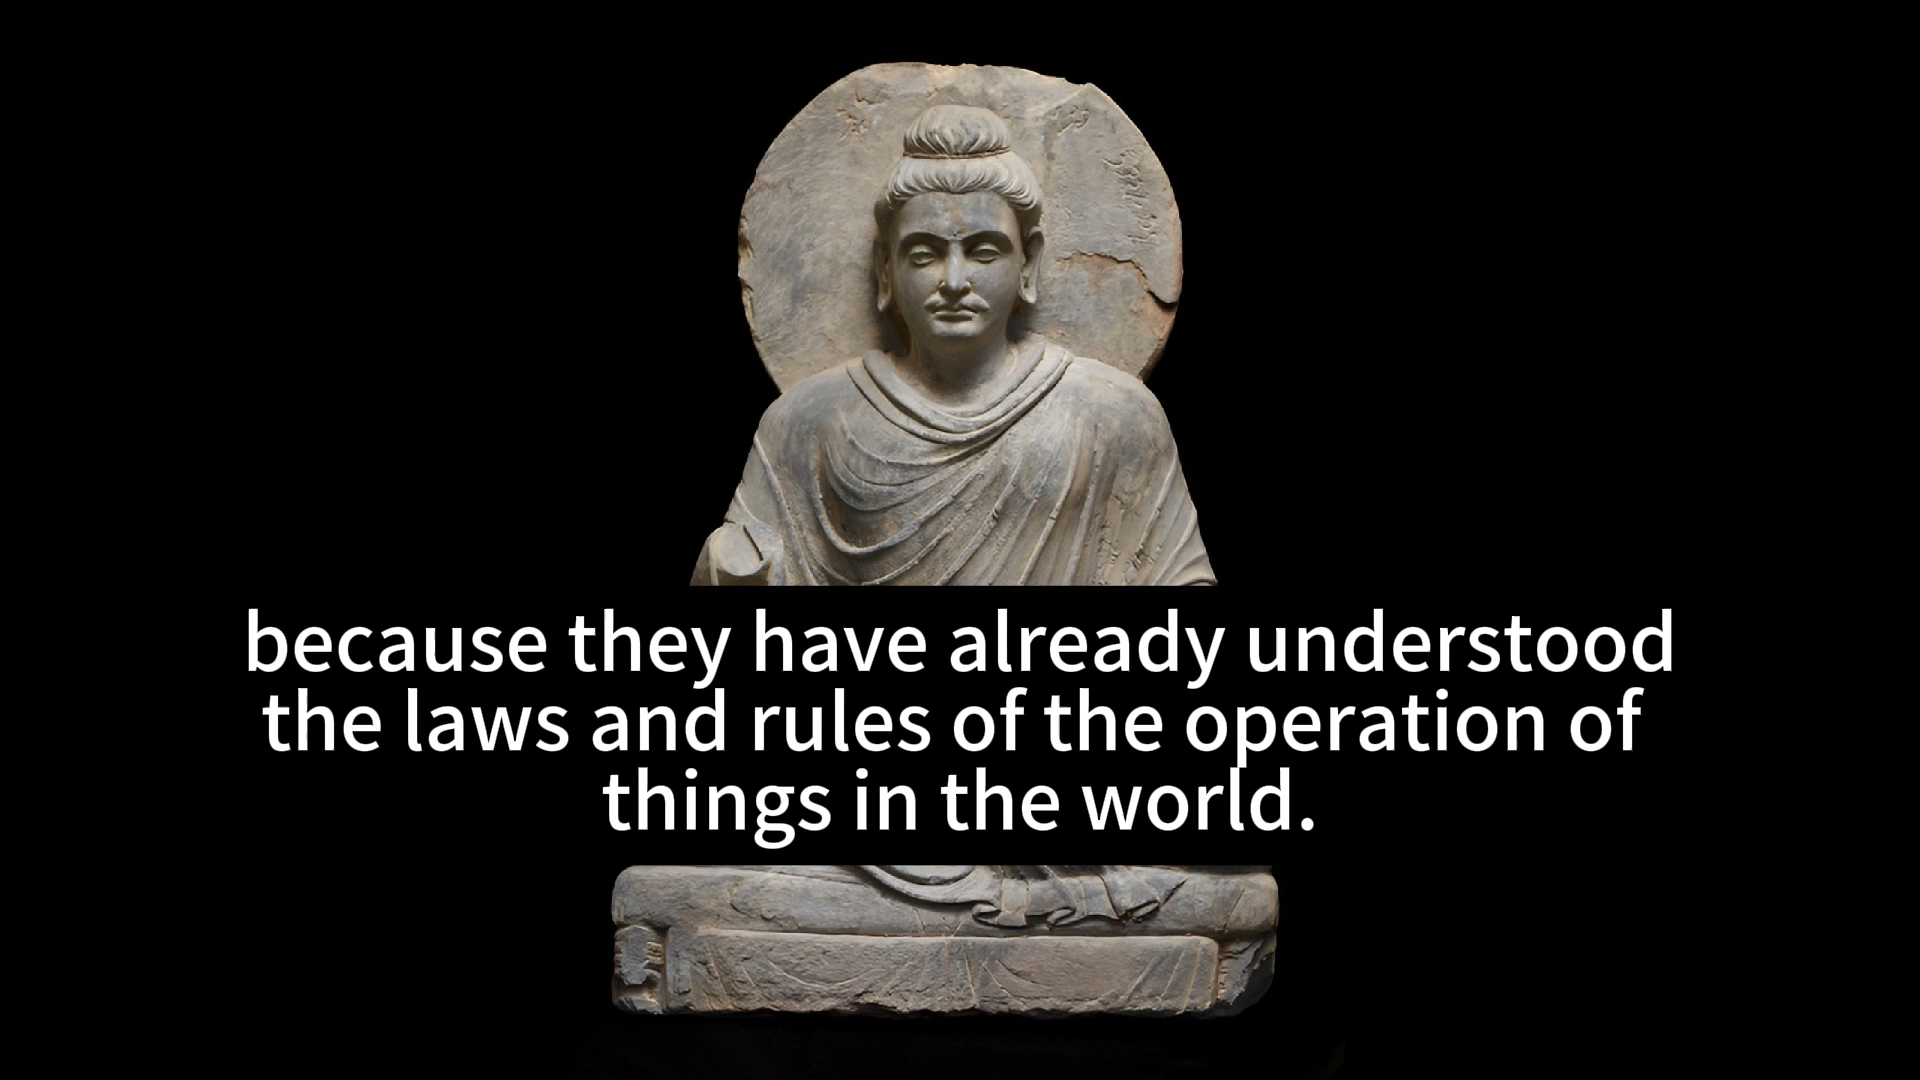 because they have already understood
the laws and rules of the operation of
things in the world.